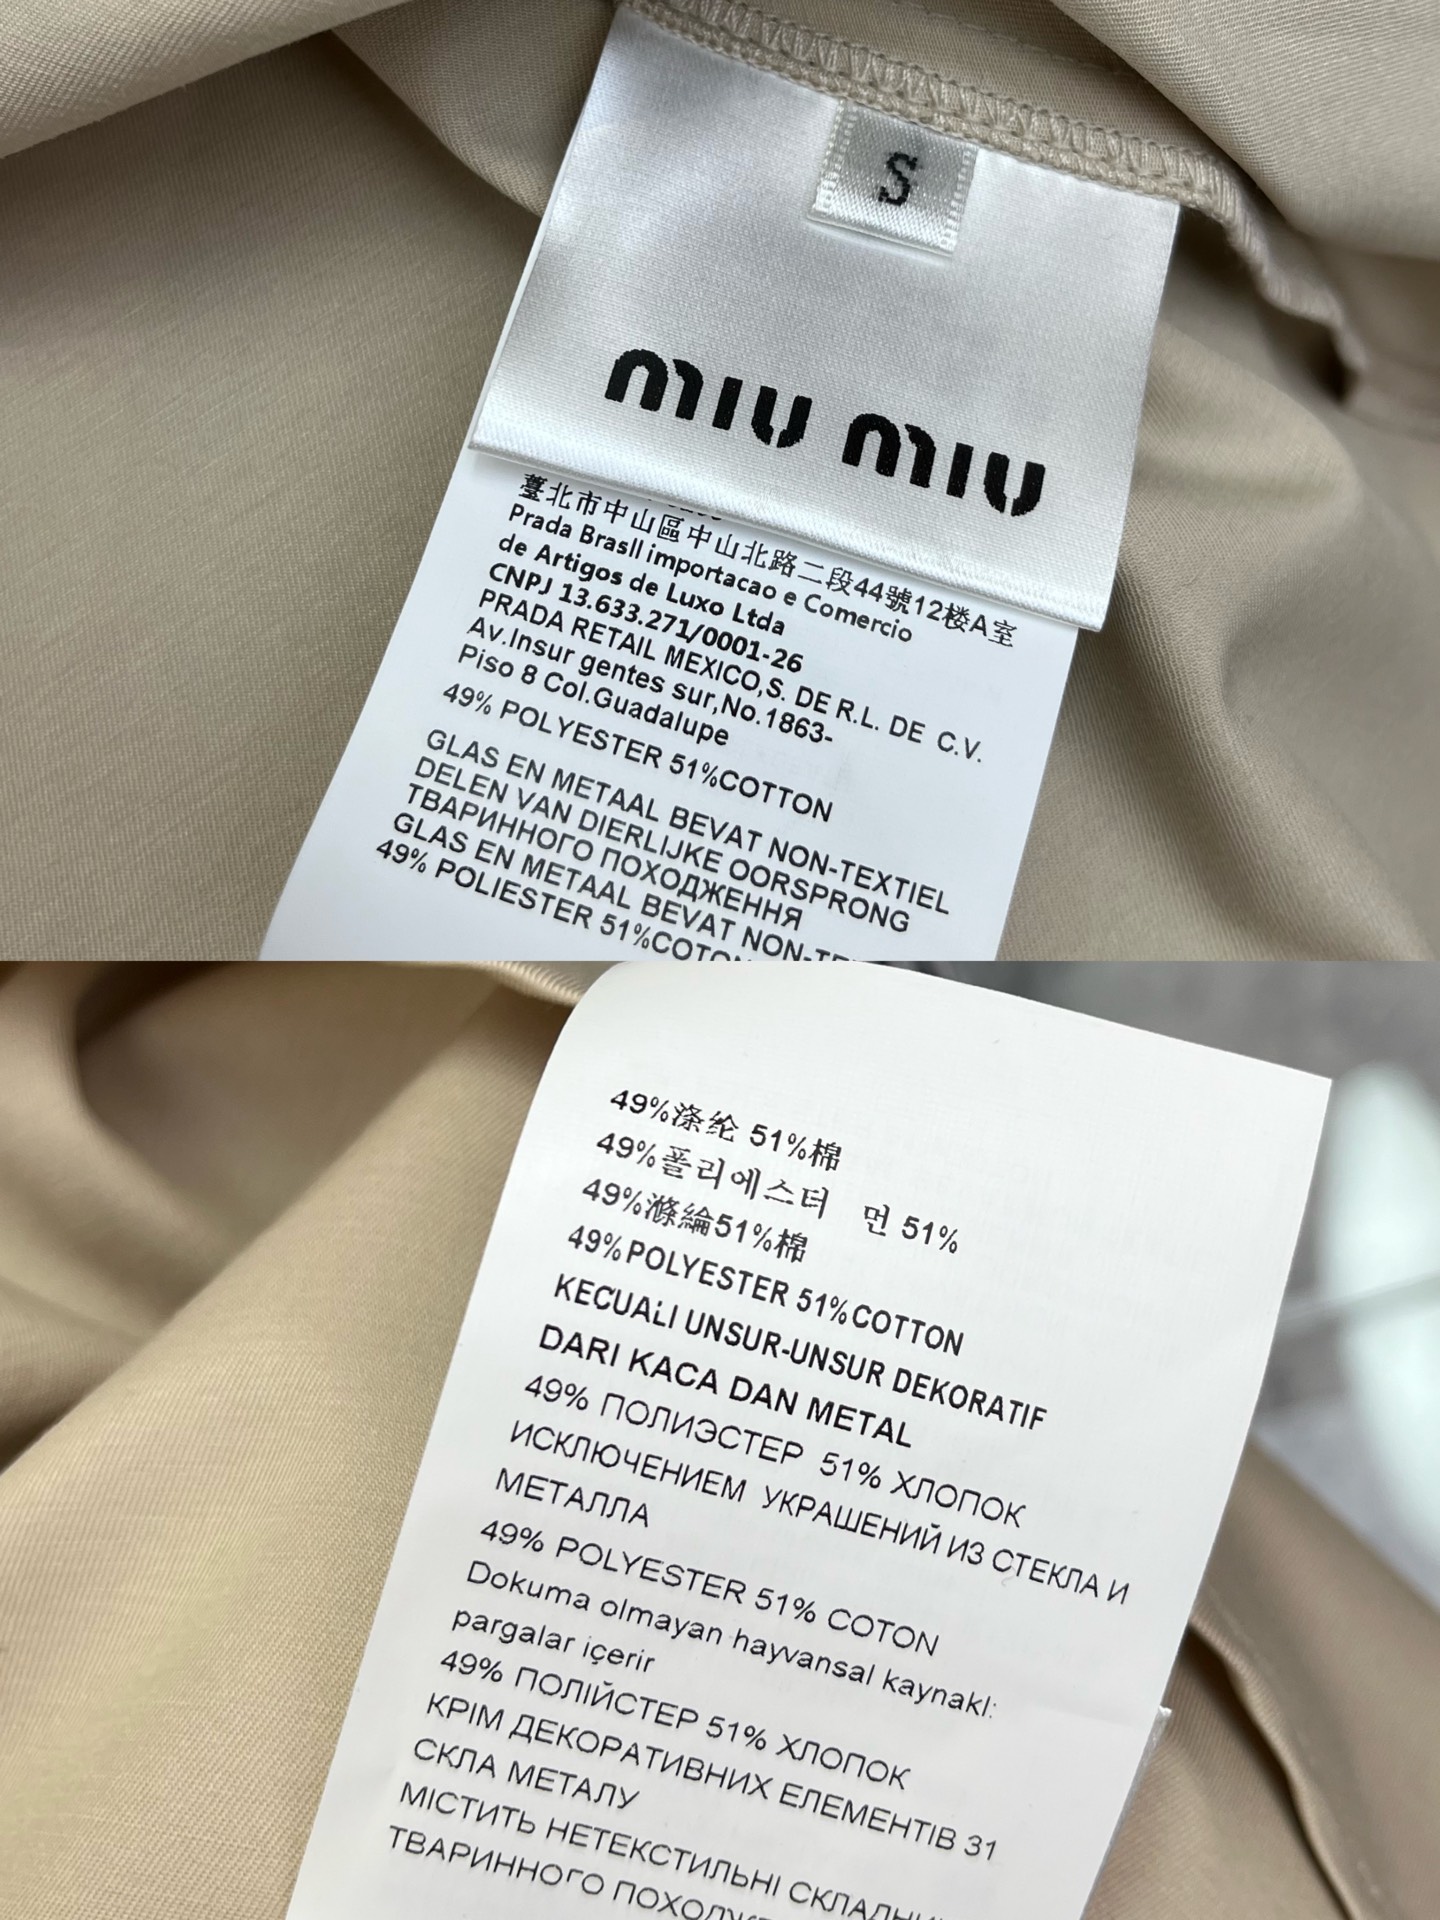 S
miu miu
臺北市中山區中山北路二段44號12楼A室
Prada Brasll importacao e Comercio
de Artigos de Luxo Ltda
CNPJ 13.633.271/0001-26
PRADA RETAIL MEXICO,S. DE R.L. DE C.V.
Av.Insur gentes sur,No.1863-
Piso 8 Col.Guadalupe
49% POLYESTER 51%COTTON
GLAS EN METAAL BEVAT NON-TEXTIEL
DELEN VAN DIERLIJKE OORSPRONG
ТВАРИННОГО ПОХОДЖЕННЯ
GLAS EN METAAL BEVAT NON-TE
49% POLIESTER 51%COTON
49%涤纶 51%棉
49%폴리에스터 먼 51%
49%滌綸51%棉
49%POLYESTER 51%COTTON
KECUALI UNSUR-UNSUR DEKORATIF
DARI KACA DAN METAL
49% ПОЛИЭСТЕР 51% ХЛОПОК
ИСКЛЮЧЕНИЕМ УКРАШЕНИЙ ИЗ СТЕКЛА И
МЕТАЛЛА
49% POLYESTER 51% COTON
Dokuma olmayan hayvansal kaynakl:
pargalar içerir
49% ПОЛІЙСТЕР 51% ХЛОПОК
КРІМ ДЕКОРАТИВНИХ ЕЛЕМЕНТІВ 31
СКЛА МЕТАЛУ
МІСТИТЬ НЕТЕКСТИЛЬНІ СКЛАДНИ
ТВАРИННОГО ПОХОДЖЕ